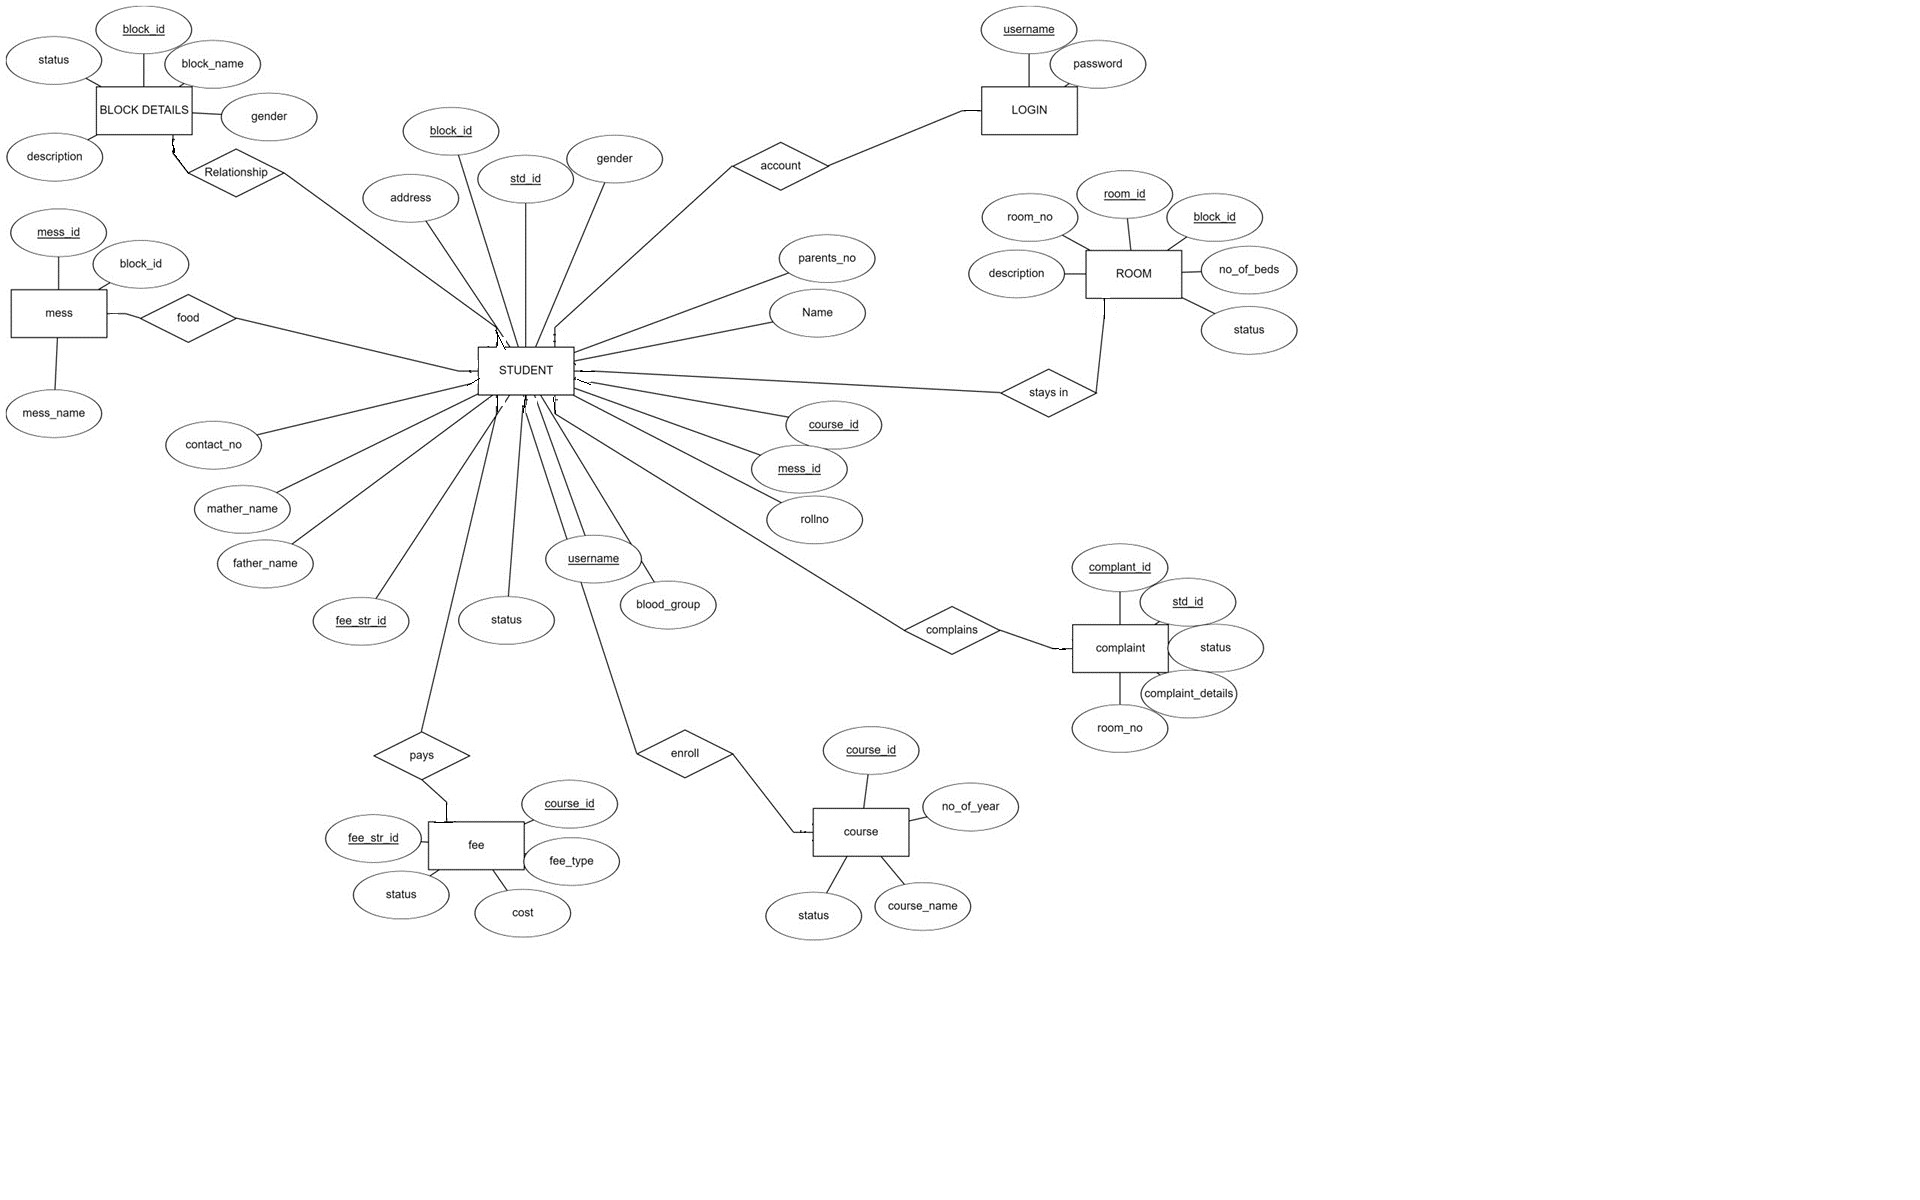 block_id
username
status
block_name
password
BLOCK DETAILS
LOGIN
gender
block_id
description
gender
account
Relationship
std_id
address
room_id
room_no
block_id
mess_id
block_id
parents_no
description
ROOM
no_of_beds
mess
food
Name
status
STUDENT
stays in
mess_name
course_id
contact_no
mess_id
mather_name
rollno
father_name
username
complant_id
fee_str_id
status
blood_group
std_id
complains
complaint
status
complaint_details
room_no
pays
enroll
course_id
course_id
no_of_year
fee_str_id
fee
course
fee_type
status
cost
course_name
status